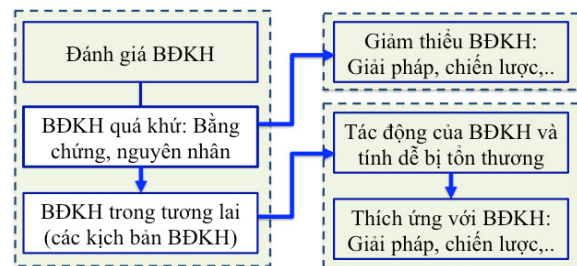 Đánh giá BĐKH
BĐKH quá khứ: Bằng
chứng, nguyên nhân
BĐKH trong tương lai
(các kịch bản BĐKH)
Giảm thiểu BĐKH:
Giải pháp, chiến lược,..
Tác động của BĐKH và
tính dễ bị tổn thương
Thích ứng với BĐKH:
Giải pháp, chiến lược,..